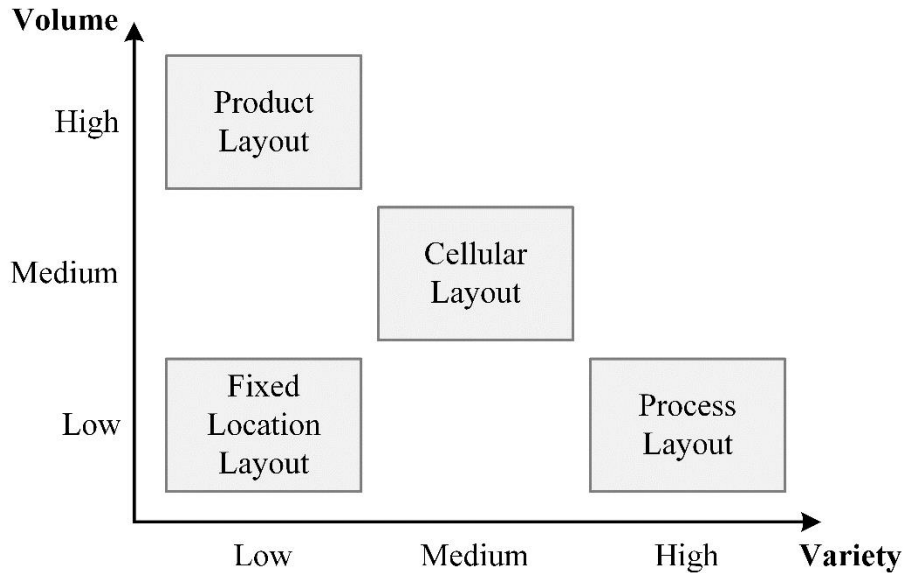 Volume
High
Product
Layout
Medium
Cellular
Layout
Low
Fixed
Location
Layout
Process
Layout
Low
Medium
High
Variety